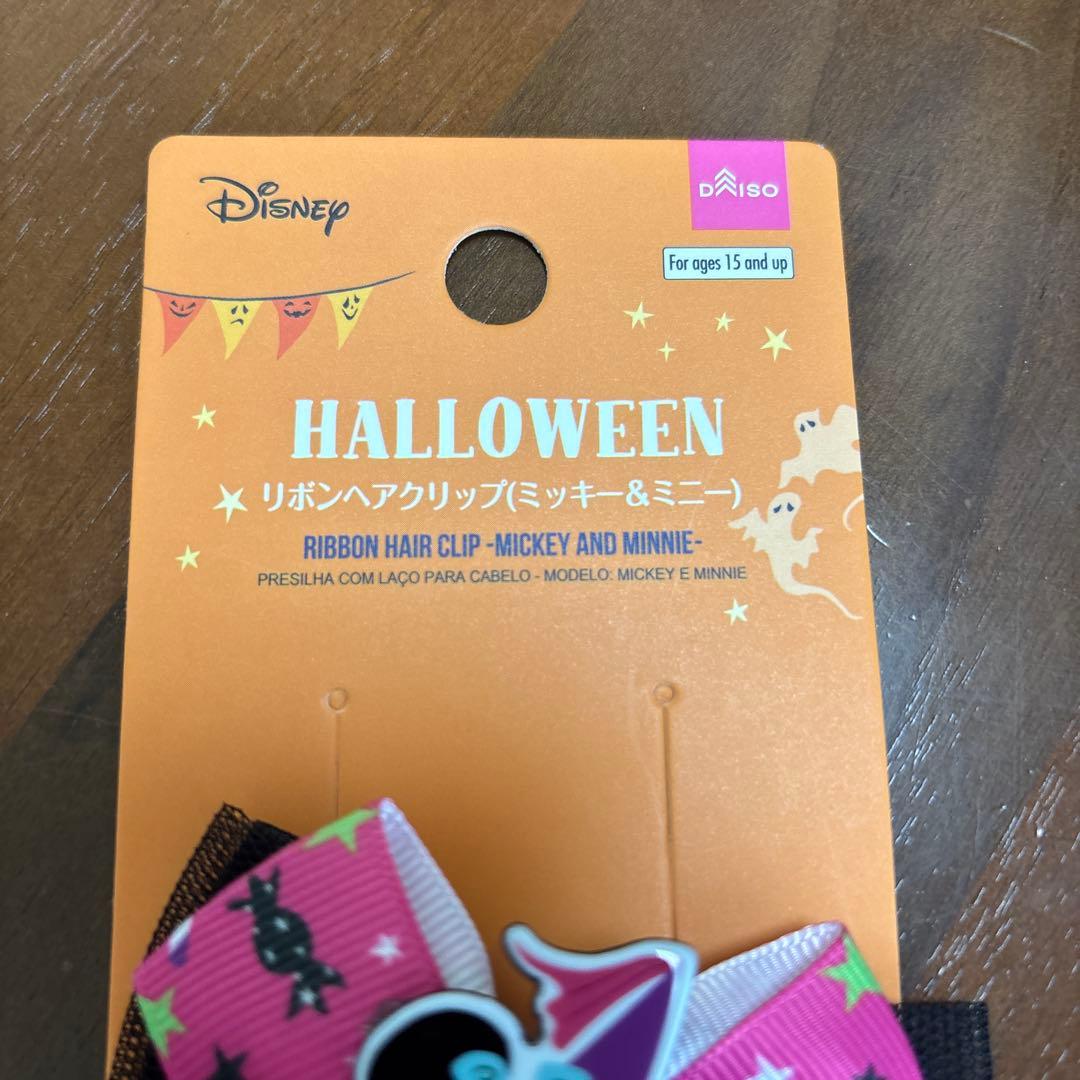 Disney
DAISO
For ages 15 and up
HALLOWEEN
リボンヘアクリップ(ミッキー&ミニー)
RIBBON HAIR CLIP -MICKEY AND MINNIE-
PRESILHA COM LAÇO PARA CABELO - MODELO: MICKEY E MINNIE